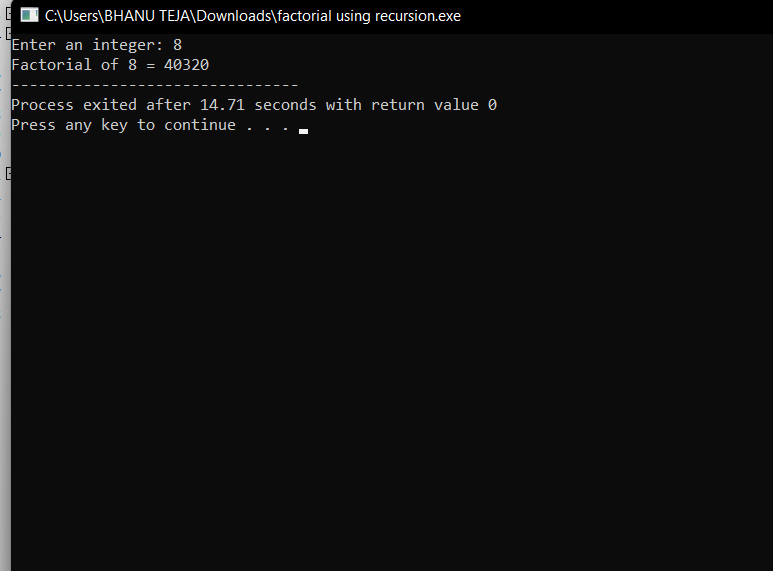 C:\Users\BHANU TEJA\Downloads\factorial using recursion.exe
Enter an integer: 8
Factorial of 8 = 40320
--------------------------------
Process exited after 14.71 seconds with return value 0
Press any key to continue . . .